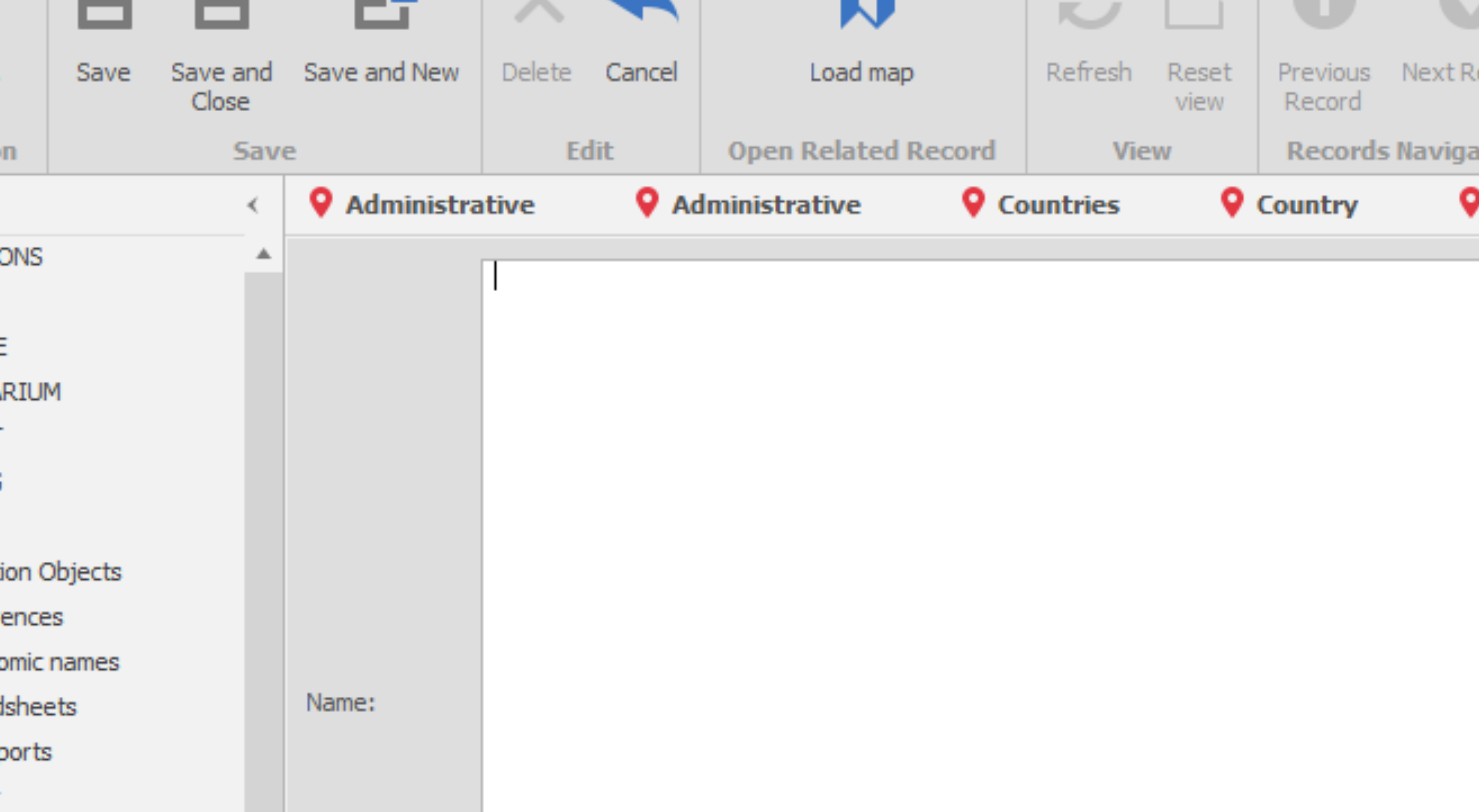 Save
Save and Close
Save and New
Delete
Cancel
Load map
Refresh
Reset view
Previous Record
Next Re
on
Save
Edit
Open Related Record
View
Records Naviga
Administrative
Administrative
Countries
Country
ONS
E
ARIUM
T
G
ion Objects
ences
omic names
dsheets
ports
Name: